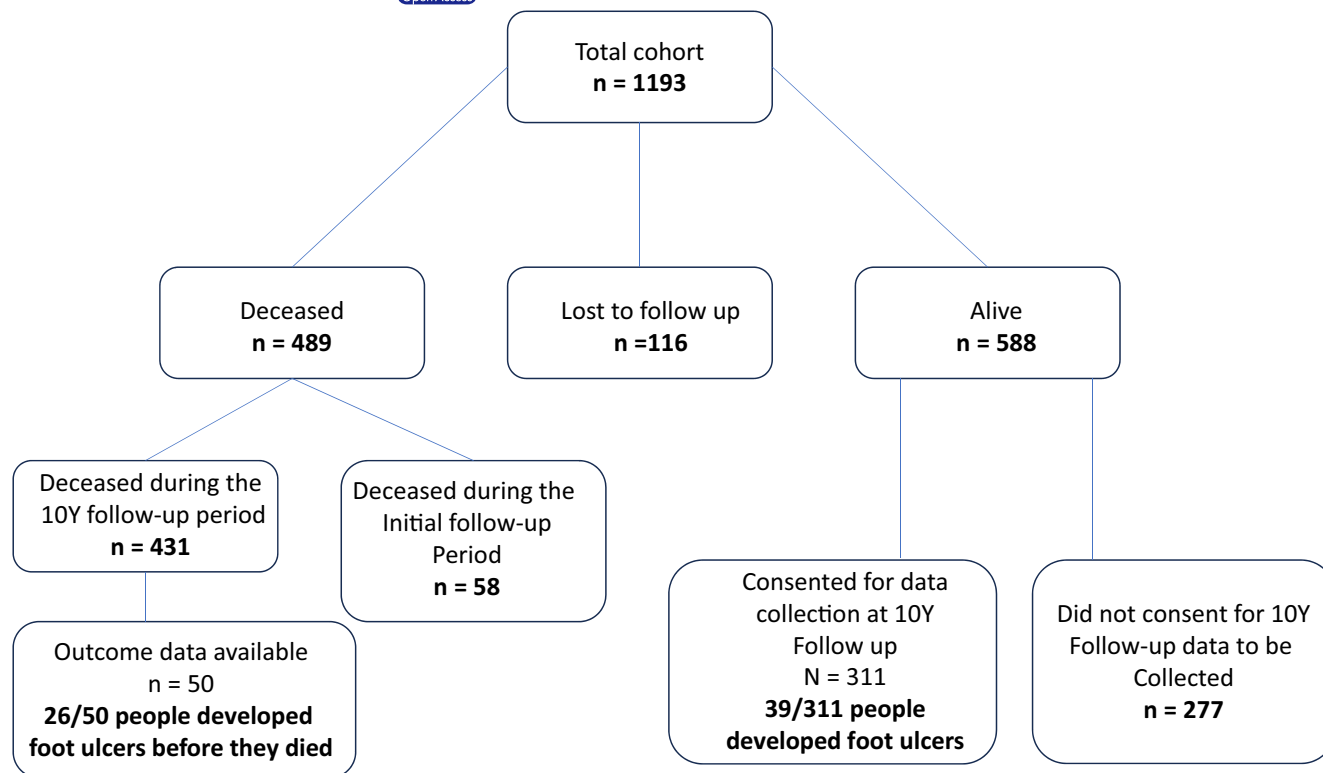 Total cohort
n = 1193
Deceased
n = 489
Lost to follow up
n =116
Alive
n = 588
Deceased during the
10Y follow-up period
n = 431
Deceased during the
Initial follow-up
Period
n = 58
Outcome data available
n = 50
26/50 people developed
foot ulcers before they died
Consented for data
collection at 10Y
Follow up
N = 311
39/311 people
developed foot ulcers
Did not consent for 10Y
Follow-up data to be
Collected
n = 277